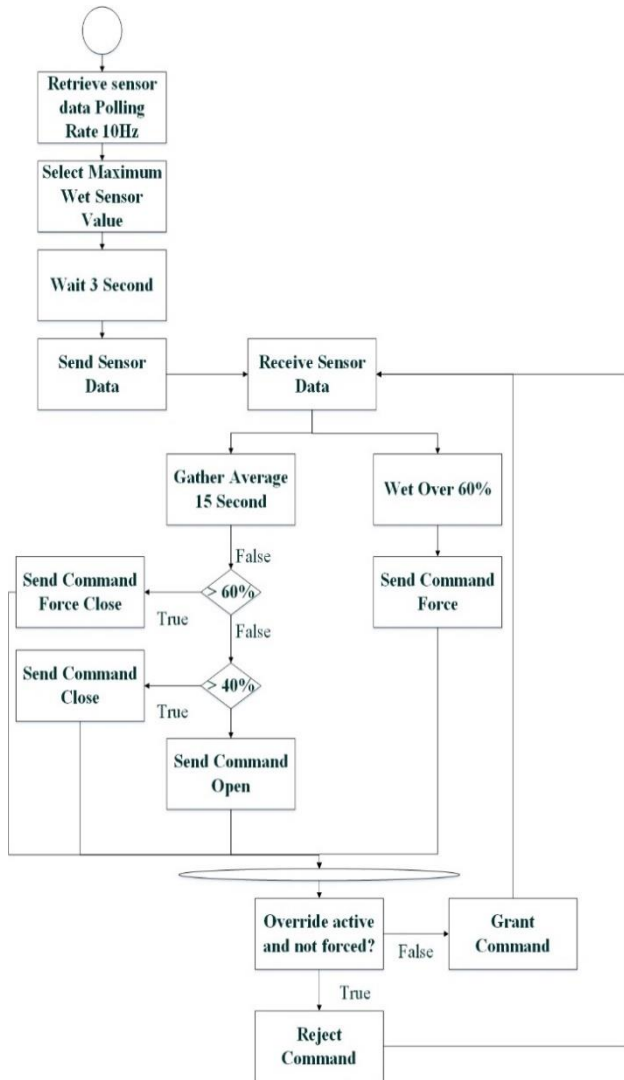 Retrieve sensor
data Polling
Rate 10Hz
Select Maximum
Wet Sensor
Value
Wait 3 Second
Send Sensor
Data
Receive Sensor
Data
Gather Average
15 Second
Wet Over 60%
False
> 60%
True
Send Command
Force Close
Send Command
Force
False
> 40%
True
Send Command
Close
Send Command
Open
Override active
and not forced?
False
Grant
Command
True
Reject
Command